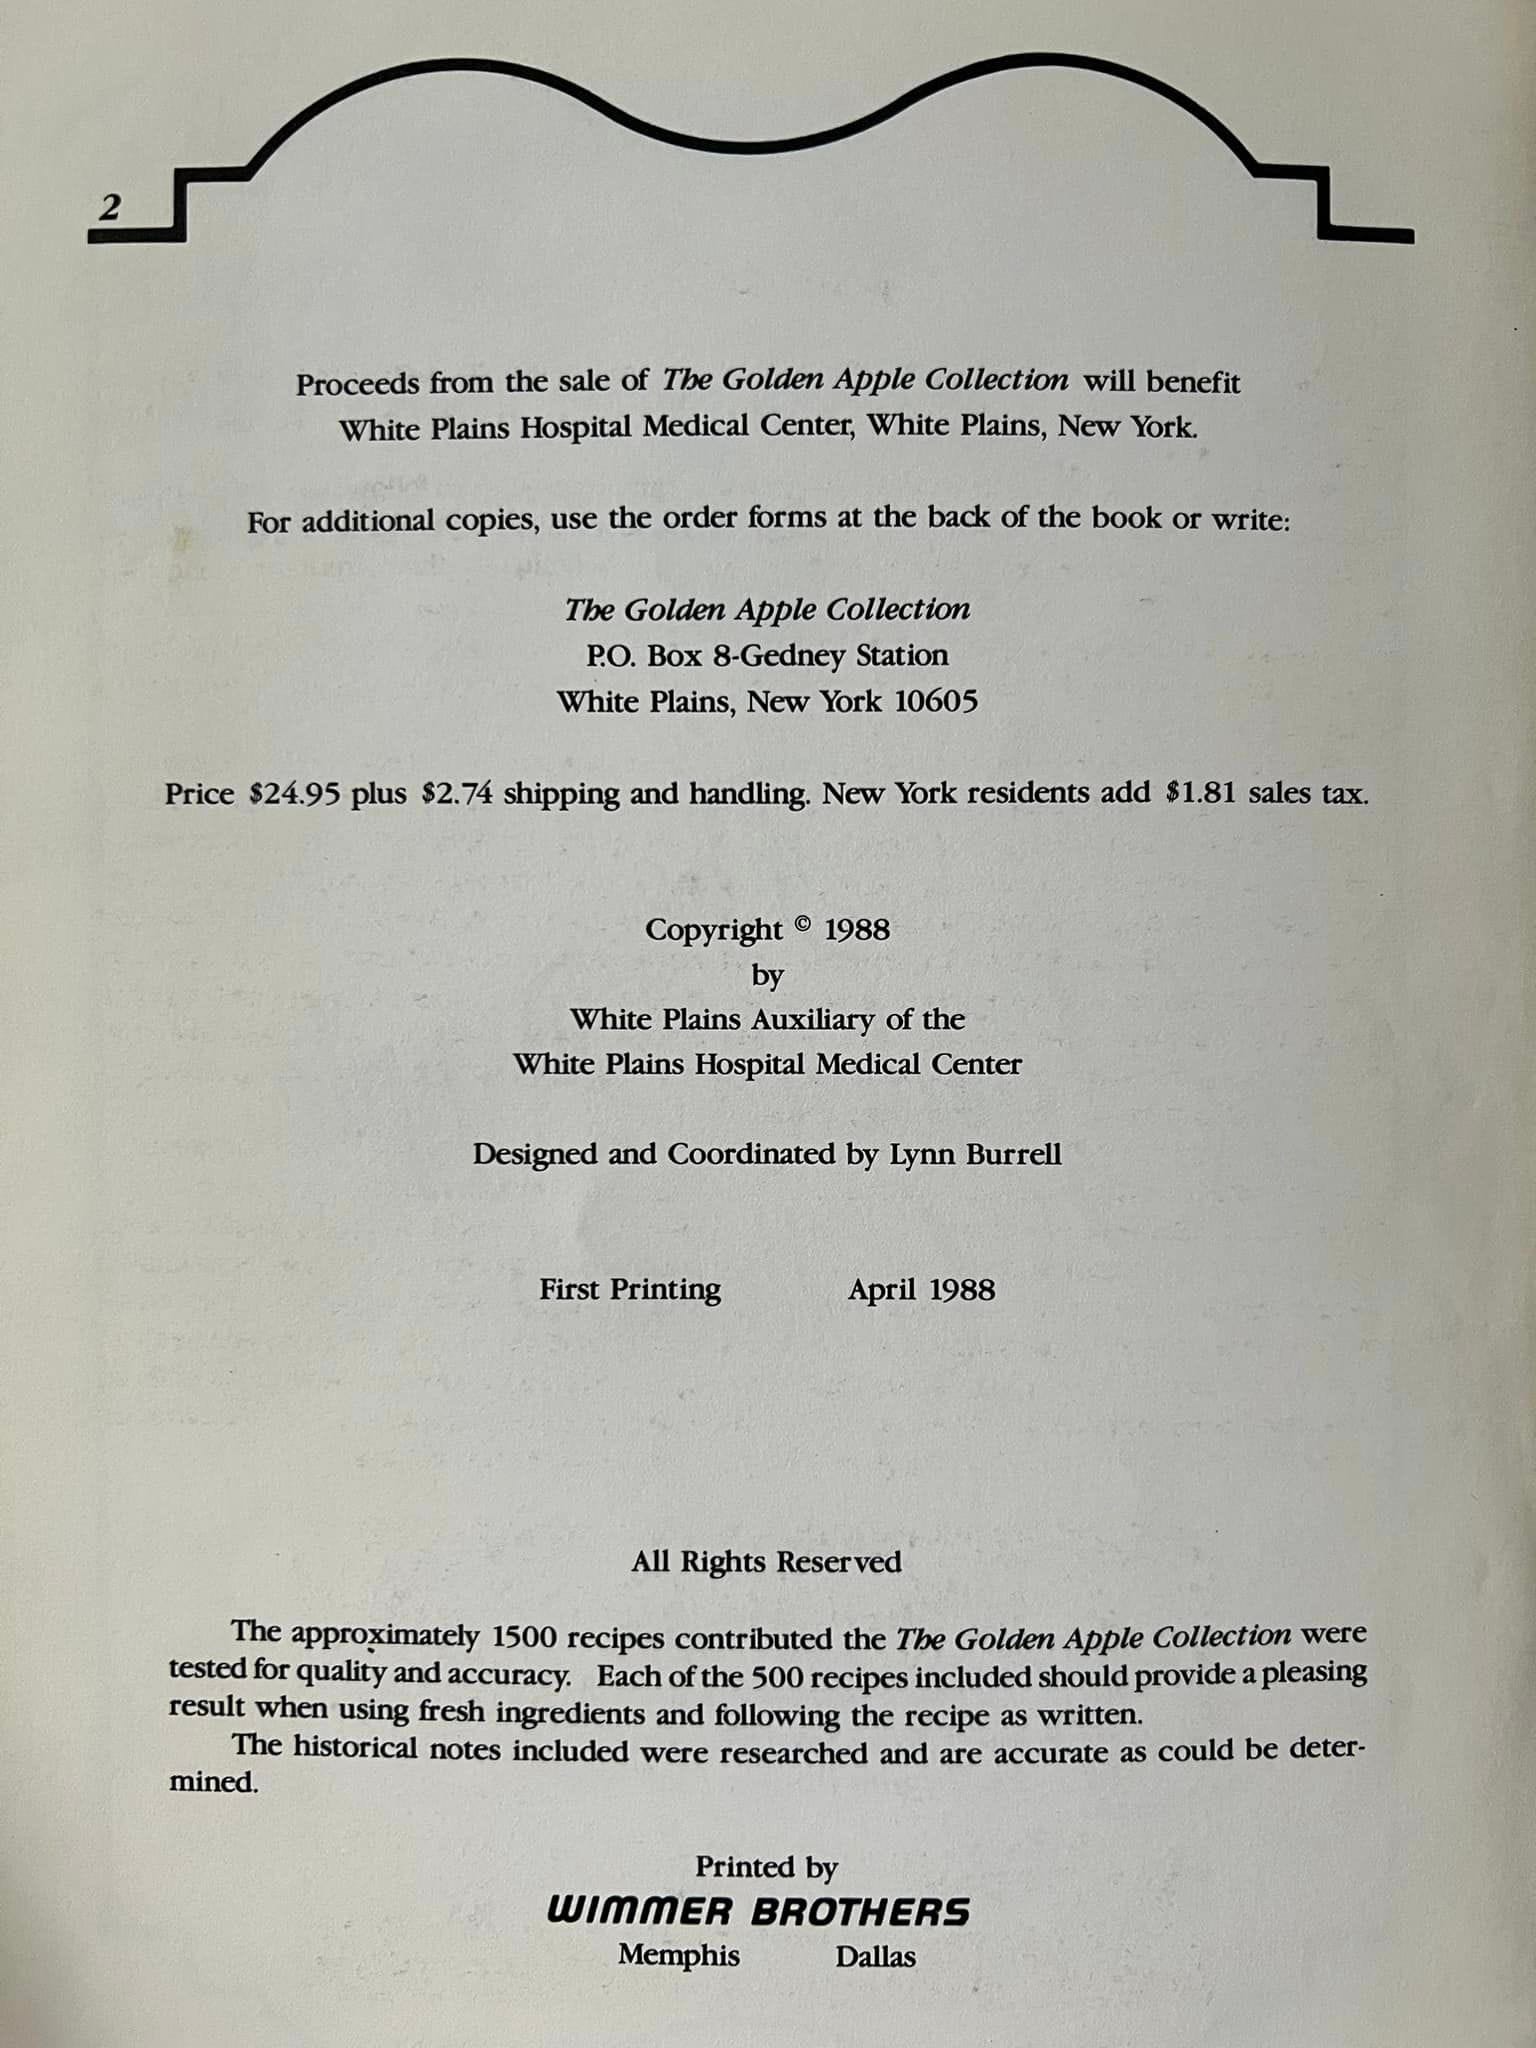 2
Proceeds from the sale of The Golden Apple Collection will benefit
White Plains Hospital Medical Center, White Plains, New York.
For additional copies, use the order forms at the back of the book or write:
The Golden Apple Collection
P.O. Box 8-Gedney Station
White Plains, New York 10605
Price $24.95 plus $2.74 shipping and handling. New York residents add $1.81 sales tax.
Copyright © 1988
by
White Plains Auxiliary of the
White Plains Hospital Medical Center
Designed and Coordinated by Lynn Burrell
First Printing April 1988
All Rights Reserved
The approximately 1500 recipes contributed the The Golden Apple Collection were
tested for quality and accuracy. Each of the 500 recipes included should provide a pleasing
result when using fresh ingredients and following the recipe as written.
The historical notes included were researched and are accurate as could be deter-
mined.
Printed by
WIMMER BROTHERS
Memphis Dallas